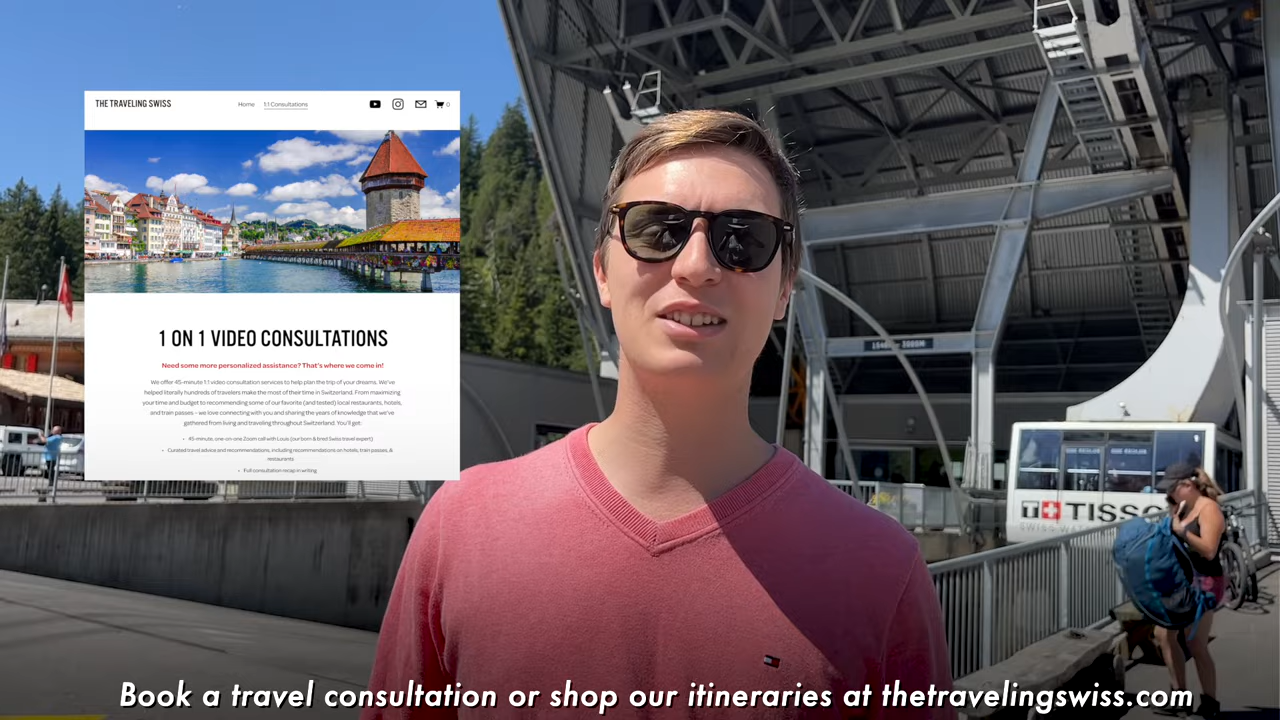 THE TRAVELING SWISS
Home 1:1 Consultations
0
1 ON 1 VIDEO CONSULTATIONS
Need some more personalized assistance? That's where we come in!
We offer 45-minute 1:1 video consultation services to help plan the trip of your dreams. We've
helped literally hundreds of travelers make the most of their time in Switzerland. From maximizing
your time and budget to recommending some of our favorite (and tested) local restaurants, hotels,
and train passes – we love connecting with you and sharing the years of knowledge that we've
gathered from living and traveling throughout Switzerland. You'll get:
• 45-minute, one-on-one Zoom call with Louis (our born & bred Swiss travel expert)
• Curated travel advice and recommendations, including recommendations on hotels, train passes, &
restaurants
• Full consultation recap in writing
TISSO
SWISS WAT
Book a travel consultation or shop our itineraries at thetravelingswiss.com